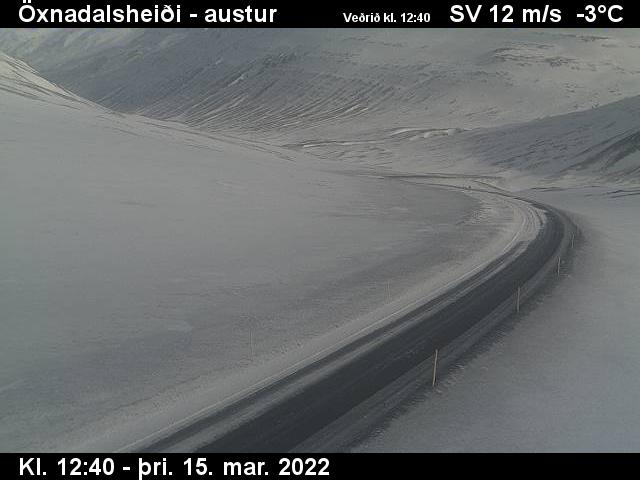 Öxnadalsheiði - austur Veðrið kl. 12:40 SV 12 m/s -3°C
Kl. 12:40 - þri. 15. mar. 2022